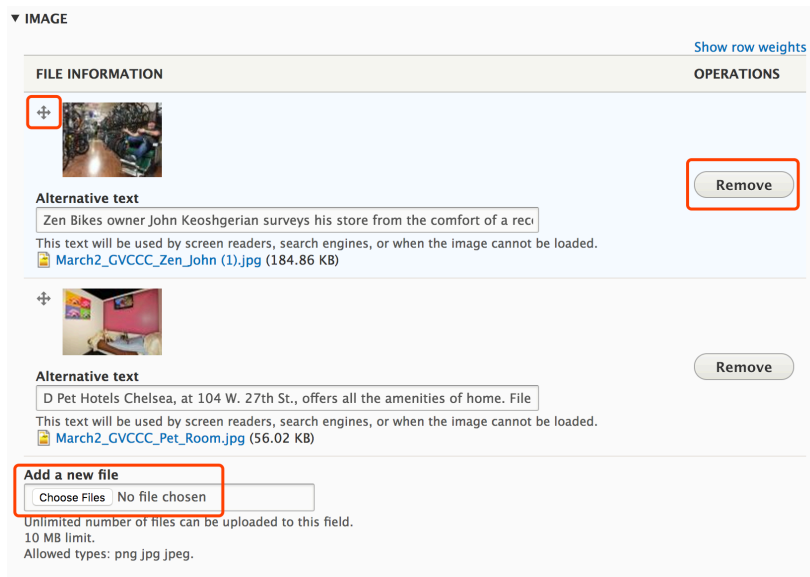 ▼ IMAGE
Show row weights
FILE INFORMATION OPERATIONS
Alternative text
Remove
Zen Bikes owner John Keoshgerian surveys his store from the comfort of a
This text will be used by screen readers, search engines, or when the image cannot be loaded.
March2_GVCCC_Zen_John (1).jpg (184.86 KB)
Remove
Alternative text
D Pet Hotels Chelsea, at 104 W. 27th St., offers all the amenities of home. File
This text will be used by screen readers, search engines, or when the image cannot be loaded.
March2_GVCCC_Pet_Room.jpg (56.02 KB)
Add a new file
Choose Files No file chosen
Unlimited number of files can be uploaded to this field.
10 MB limit.
Allowed types: png jpg jpeg.